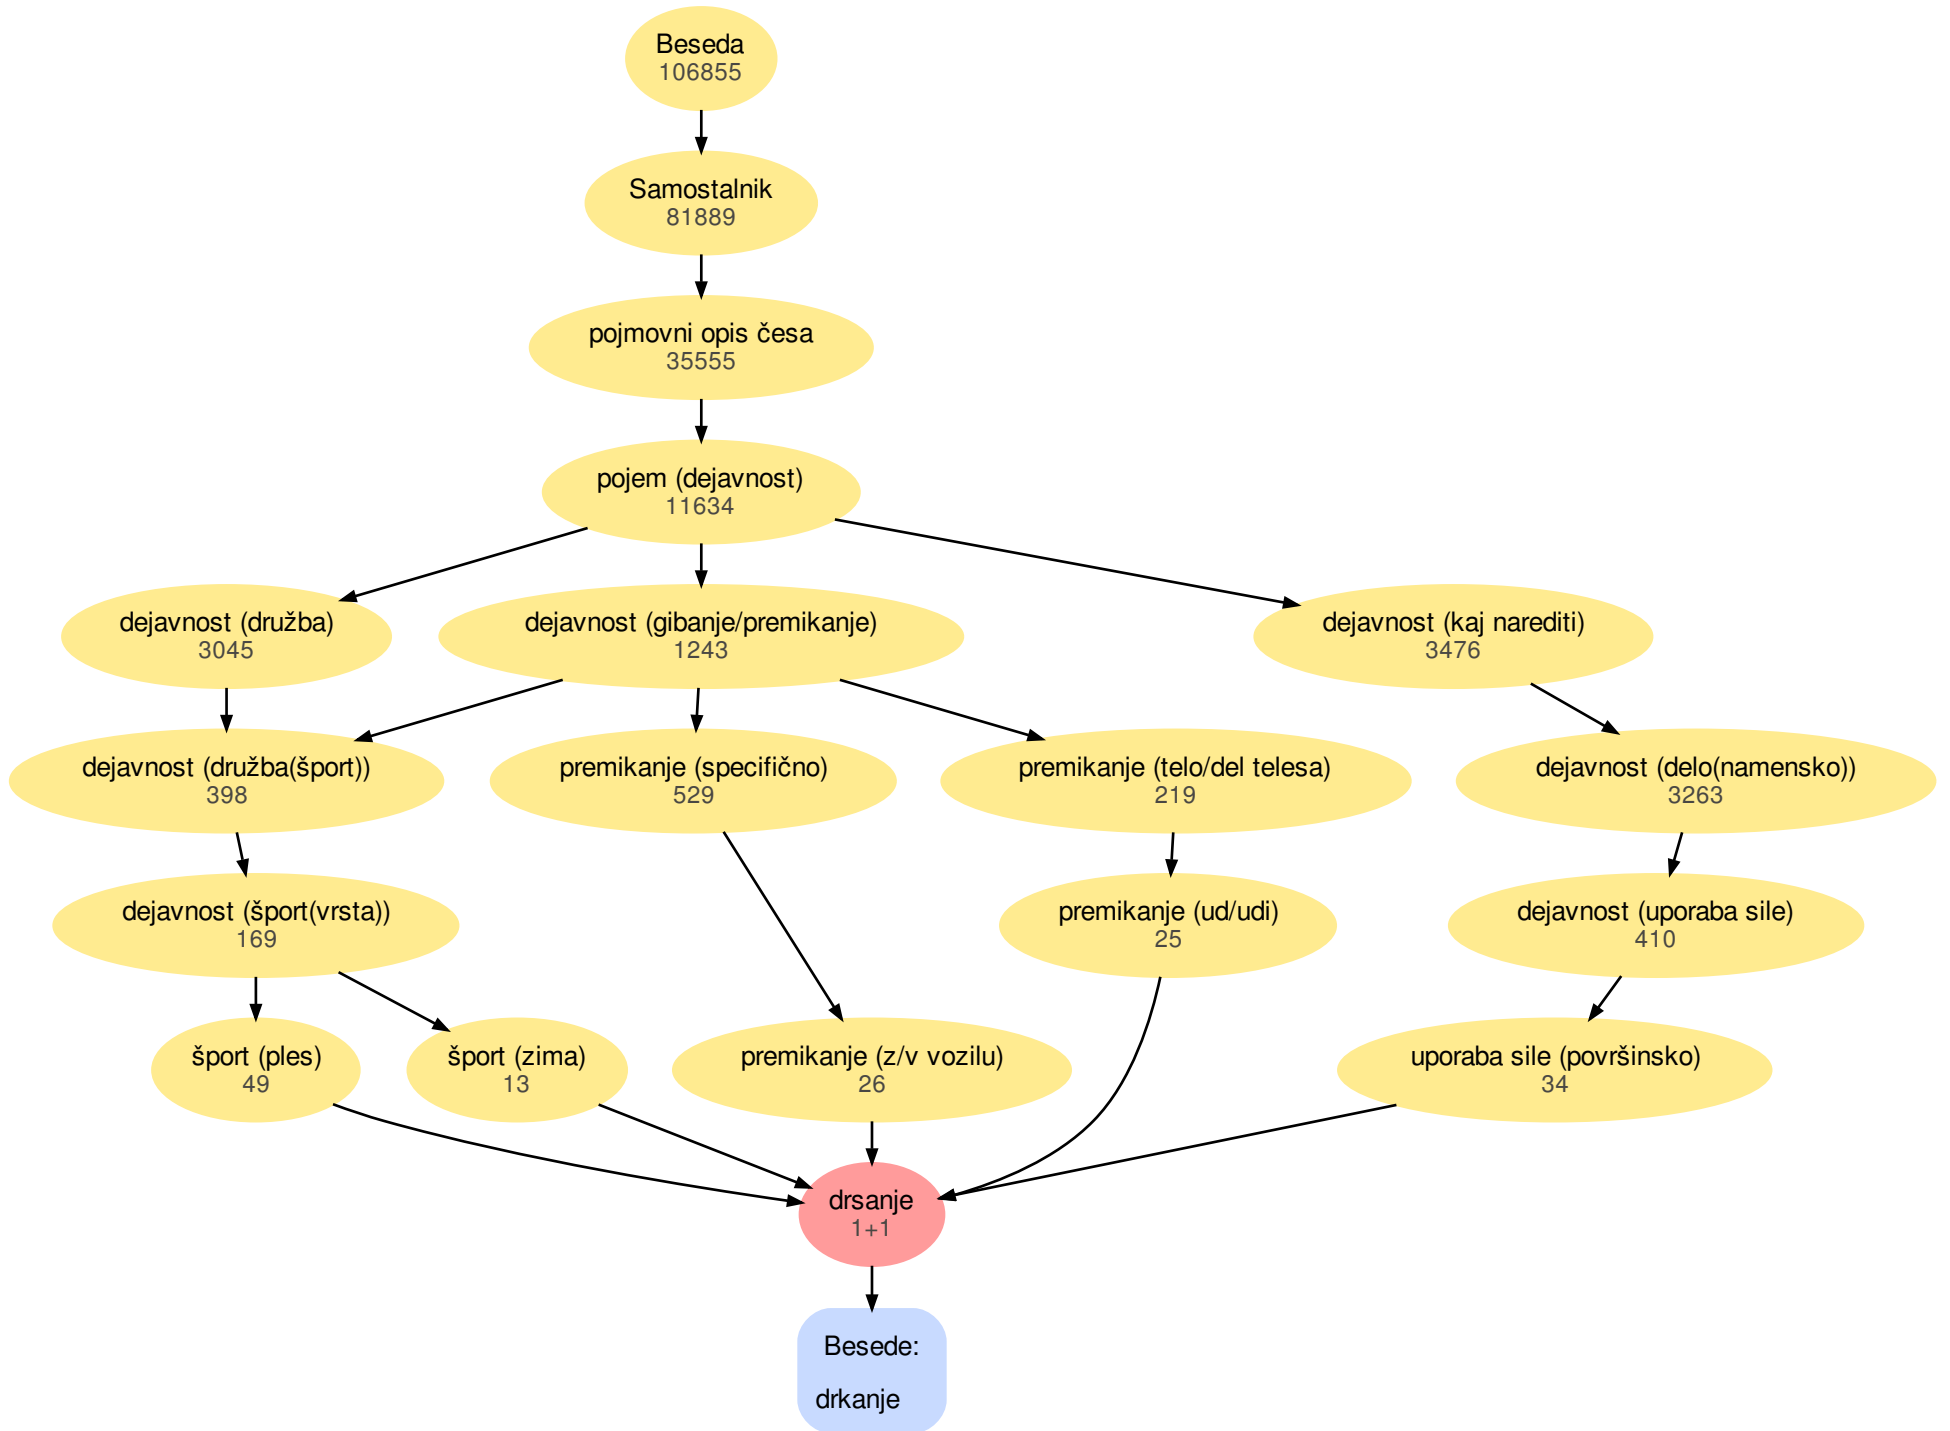 Beseda
106855
Samostalnik
81889
pojmovni opis česa
35555
pojem (dejavnost)
11634
dejavnost (družba)
3045
dejavnost (gibanje/premikanje)
1243
dejavnost (kaj narediti)
3476
dejavnost (družba(šport))
398
premikanje (specifično)
529
premikanje (telo/del telesa)
219
dejavnost (delo(namensko))
3263
dejavnost (šport(vrsta))
169
premikanje (ud/udi)
25
dejavnost (uporaba sile)
410
šport (ples)
49
šport (zima)
13
premikanje (z/v vozilu)
26
uporaba sile (površinsko)
34
drsanje
1+1
Besede:
drkanje